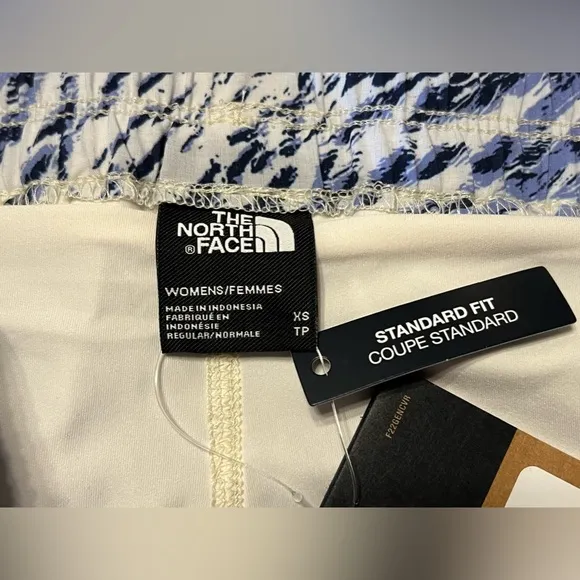 THE
NORTH
FACE
®
WOMENS/FEMMES
MADE IN INDONESIA
FABRIQUÉ EN
INDONÉSIE
REGULAR/NORMALE
XS
TP
STANDARD FIT
COUPE STANDARD
F22GENCVR